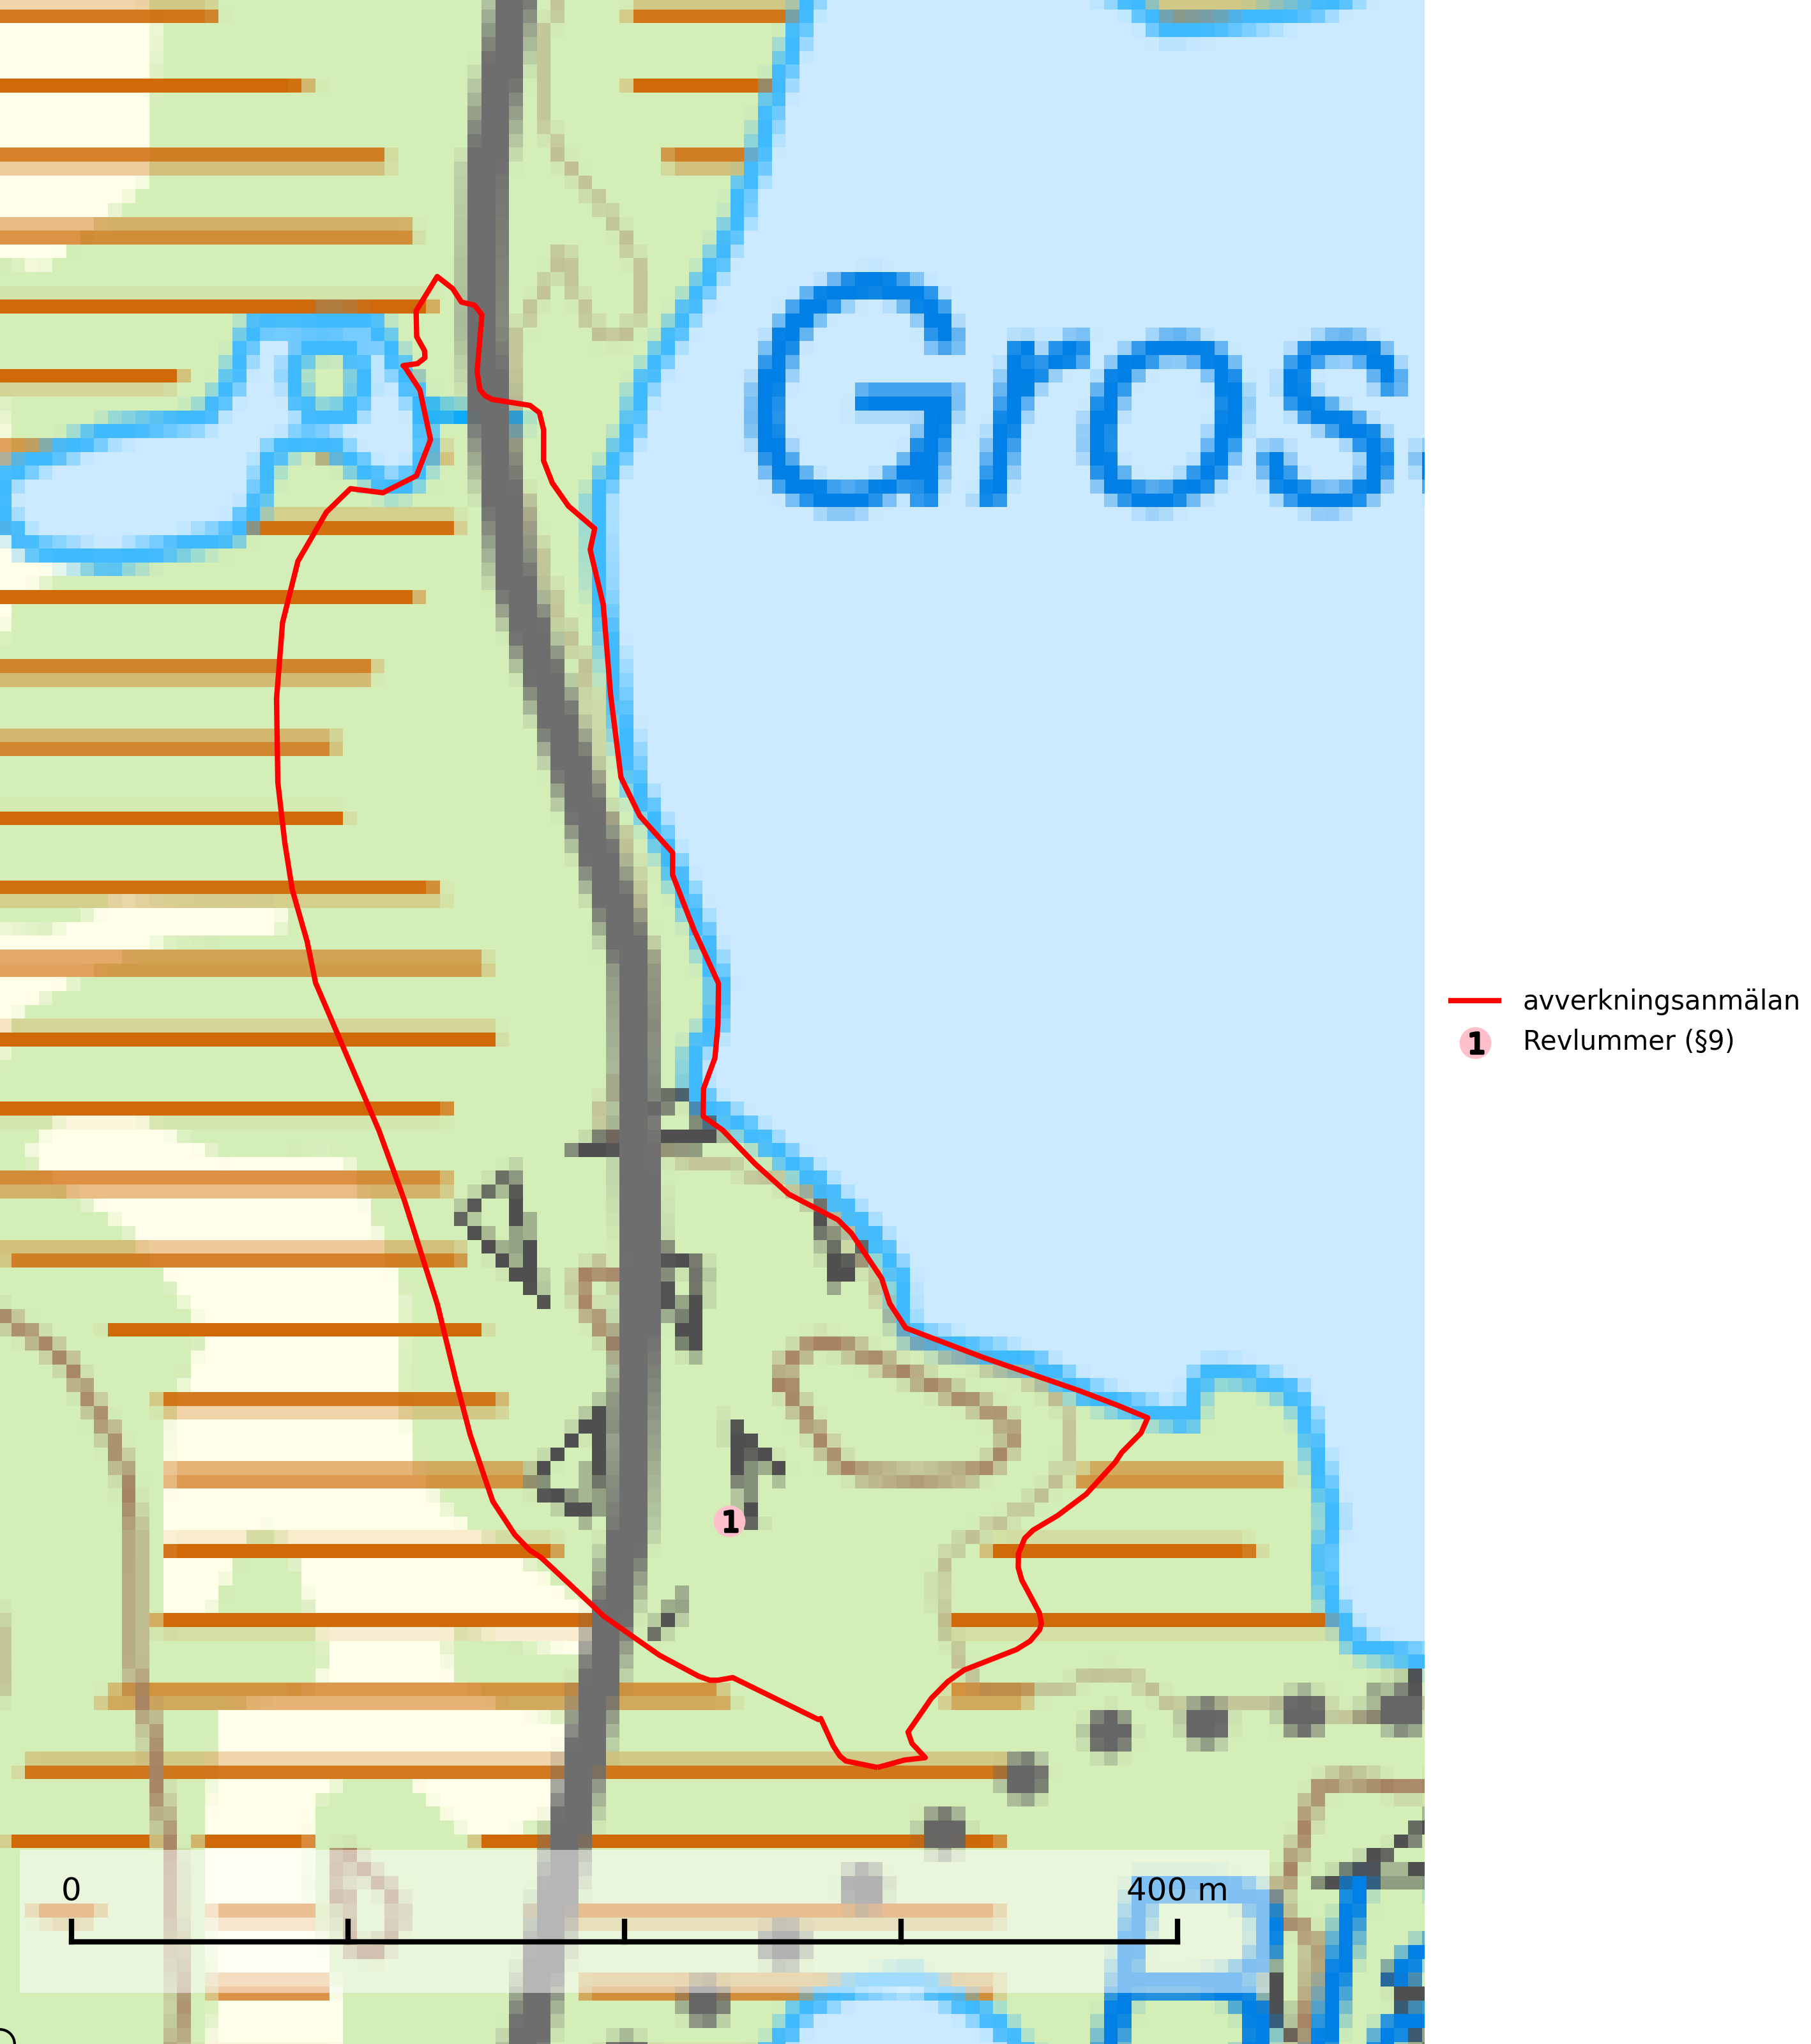 Gros
avverkningsanmälan
1 Revlummer (§9)
1
0 400 m